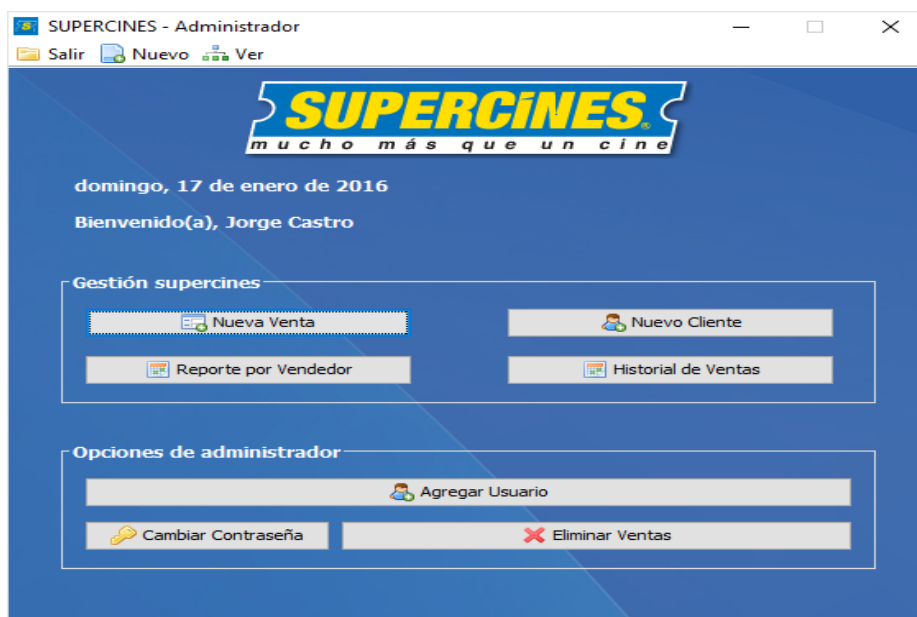 SUPERCINES - Administrador
Salir Nuevo Ver
SUPERCiNES®
mucho más que un cine
domingo, 17 de enero de 2016
Bienvenido(a), Jorge Castro
Gestión supercines
Nueva Venta Nuevo Cliente
Reporte por Vendedor Historial de Ventas
Opciones de administrador
Agregar Usuario
Cambiar Contraseña Eliminar Ventas